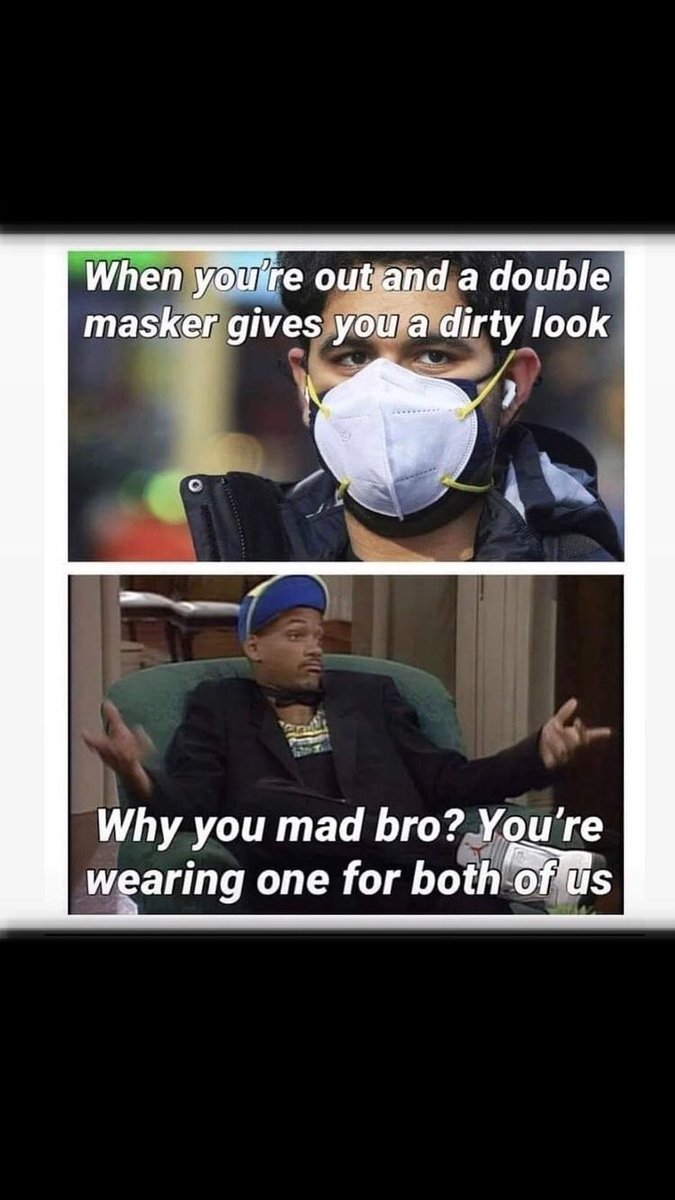 When you're out and a double
masker gives you a dirty look
Why you mad bro? You're
wearing one for both of us